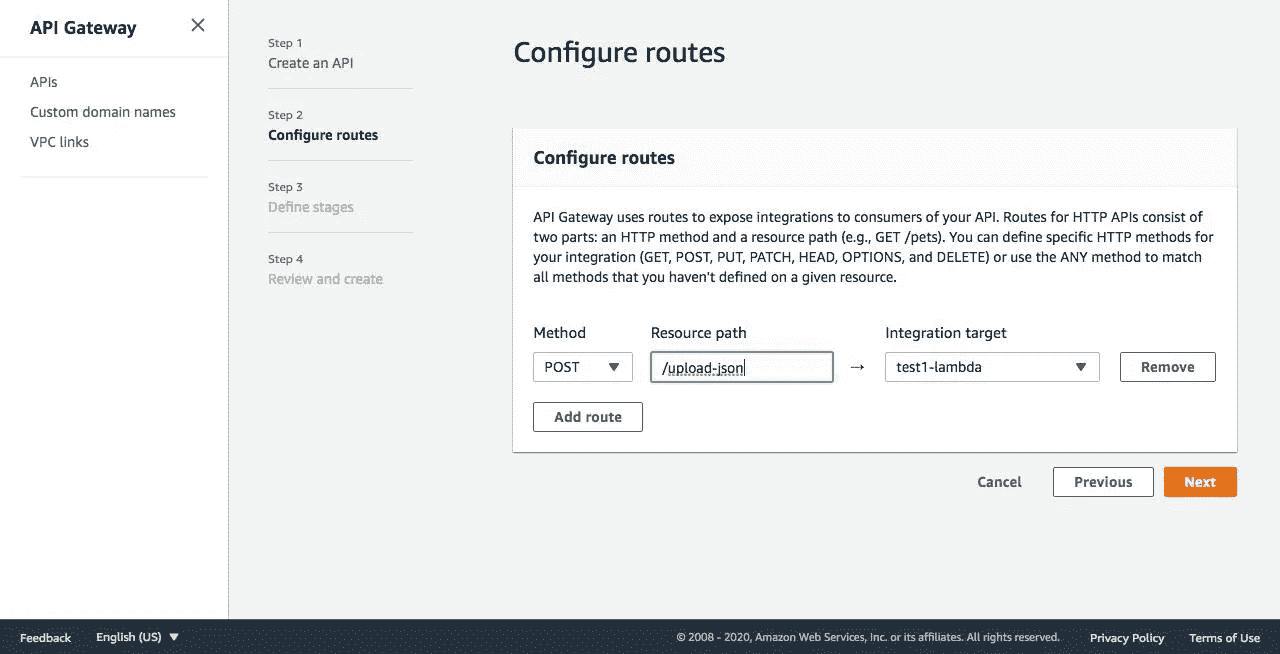 API Gateway
APIs
Custom domain names
VPC links
Step 1
Create an API
Step 2
Configure routes
Step 3
Define stages
Step 4
Review and create
Configure routes
Configure routes
API Gateway uses routes to expose integrations to consumers of your API. Routes for HTTP APIs consist of
two parts: an HTTP method and a resource path (e.g., GET /pets). You can define specific HTTP methods for
your integration (GET, POST, PUT, PATCH, HEAD, OPTIONS, and DELETE) or use the ANY method to match
all methods that you haven't defined on a given resource.
Method Resource path Integration target
POST /upload-json → test1-lambda Remove
Add route
Cancel Previous Next
Feedback English (US) © 2008 - 2020, Amazon Web Services, Inc. or its affiliates. All rights reserved. Privacy Policy Terms of Use